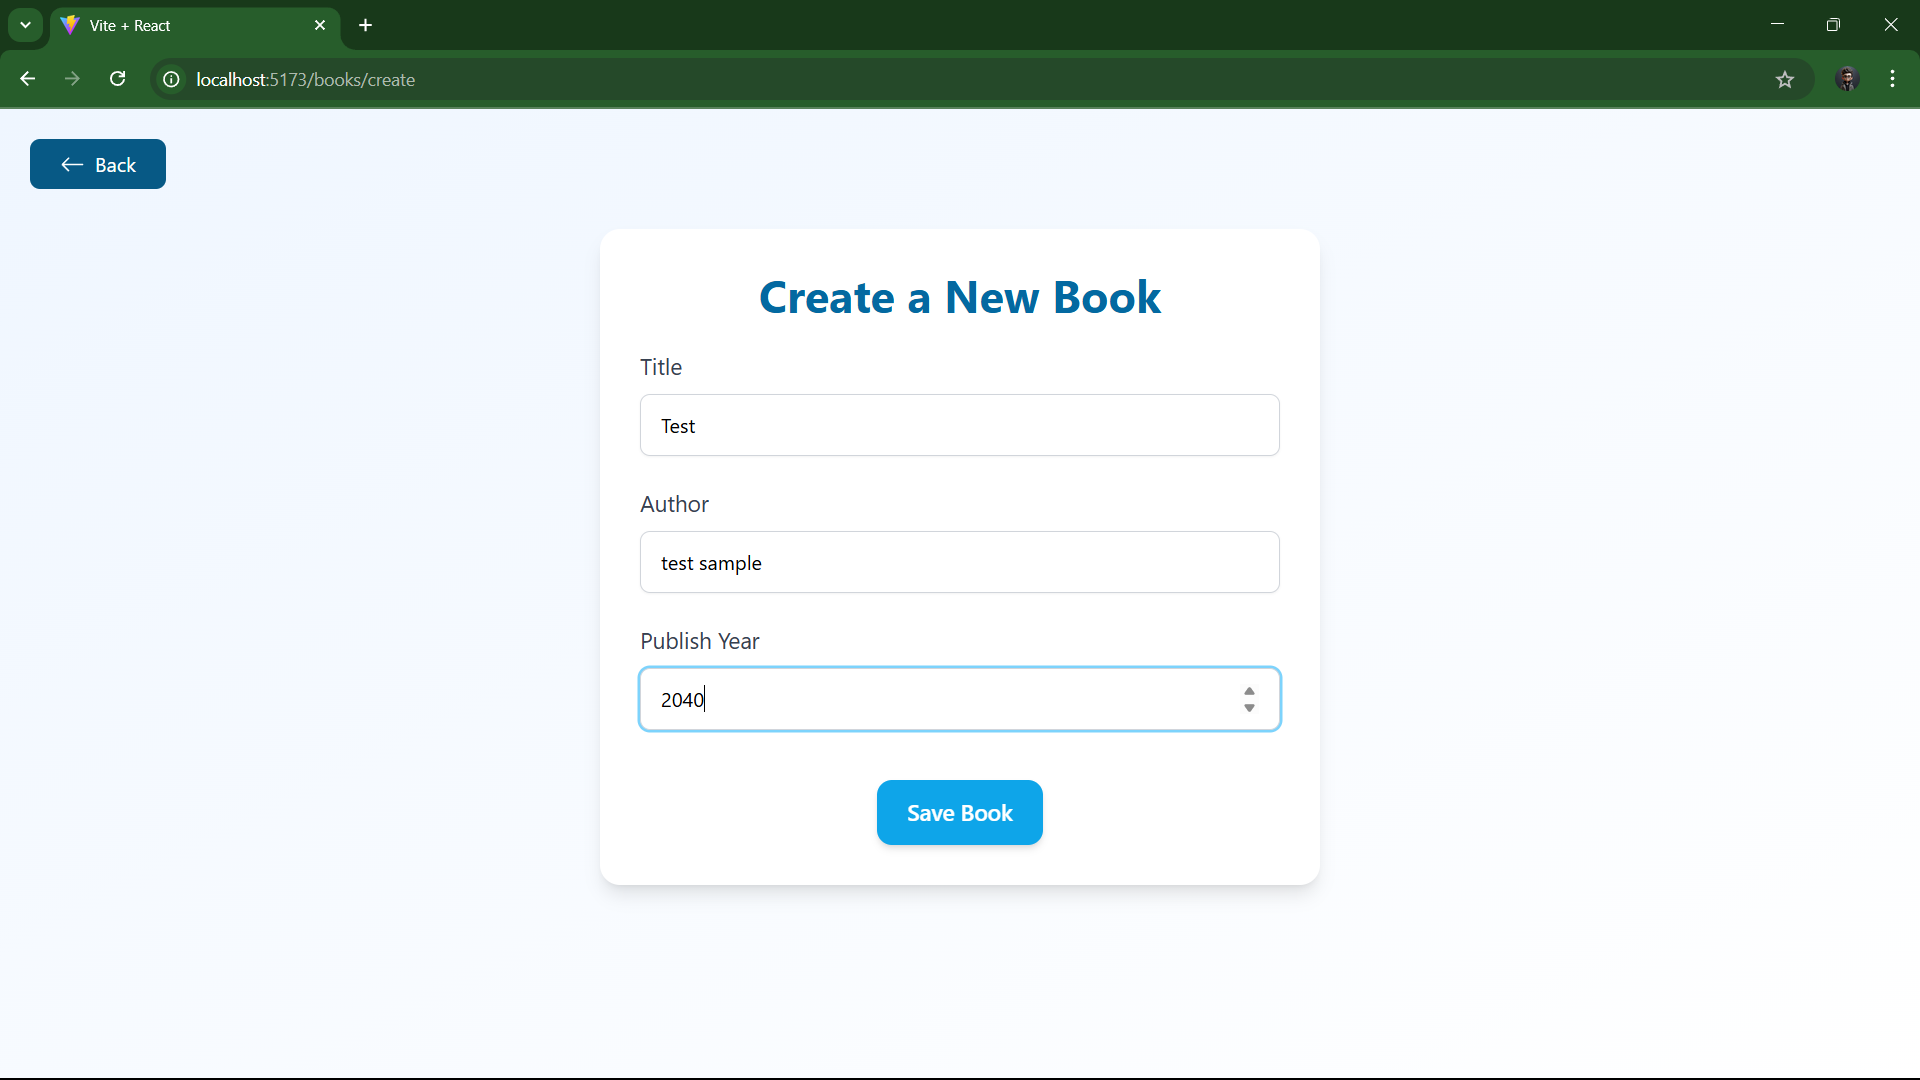 Vite + React
localhost:5173/books/create
Back
Create a New Book
Title
Test
Author
test sample
Publish Year
2040
Save Book